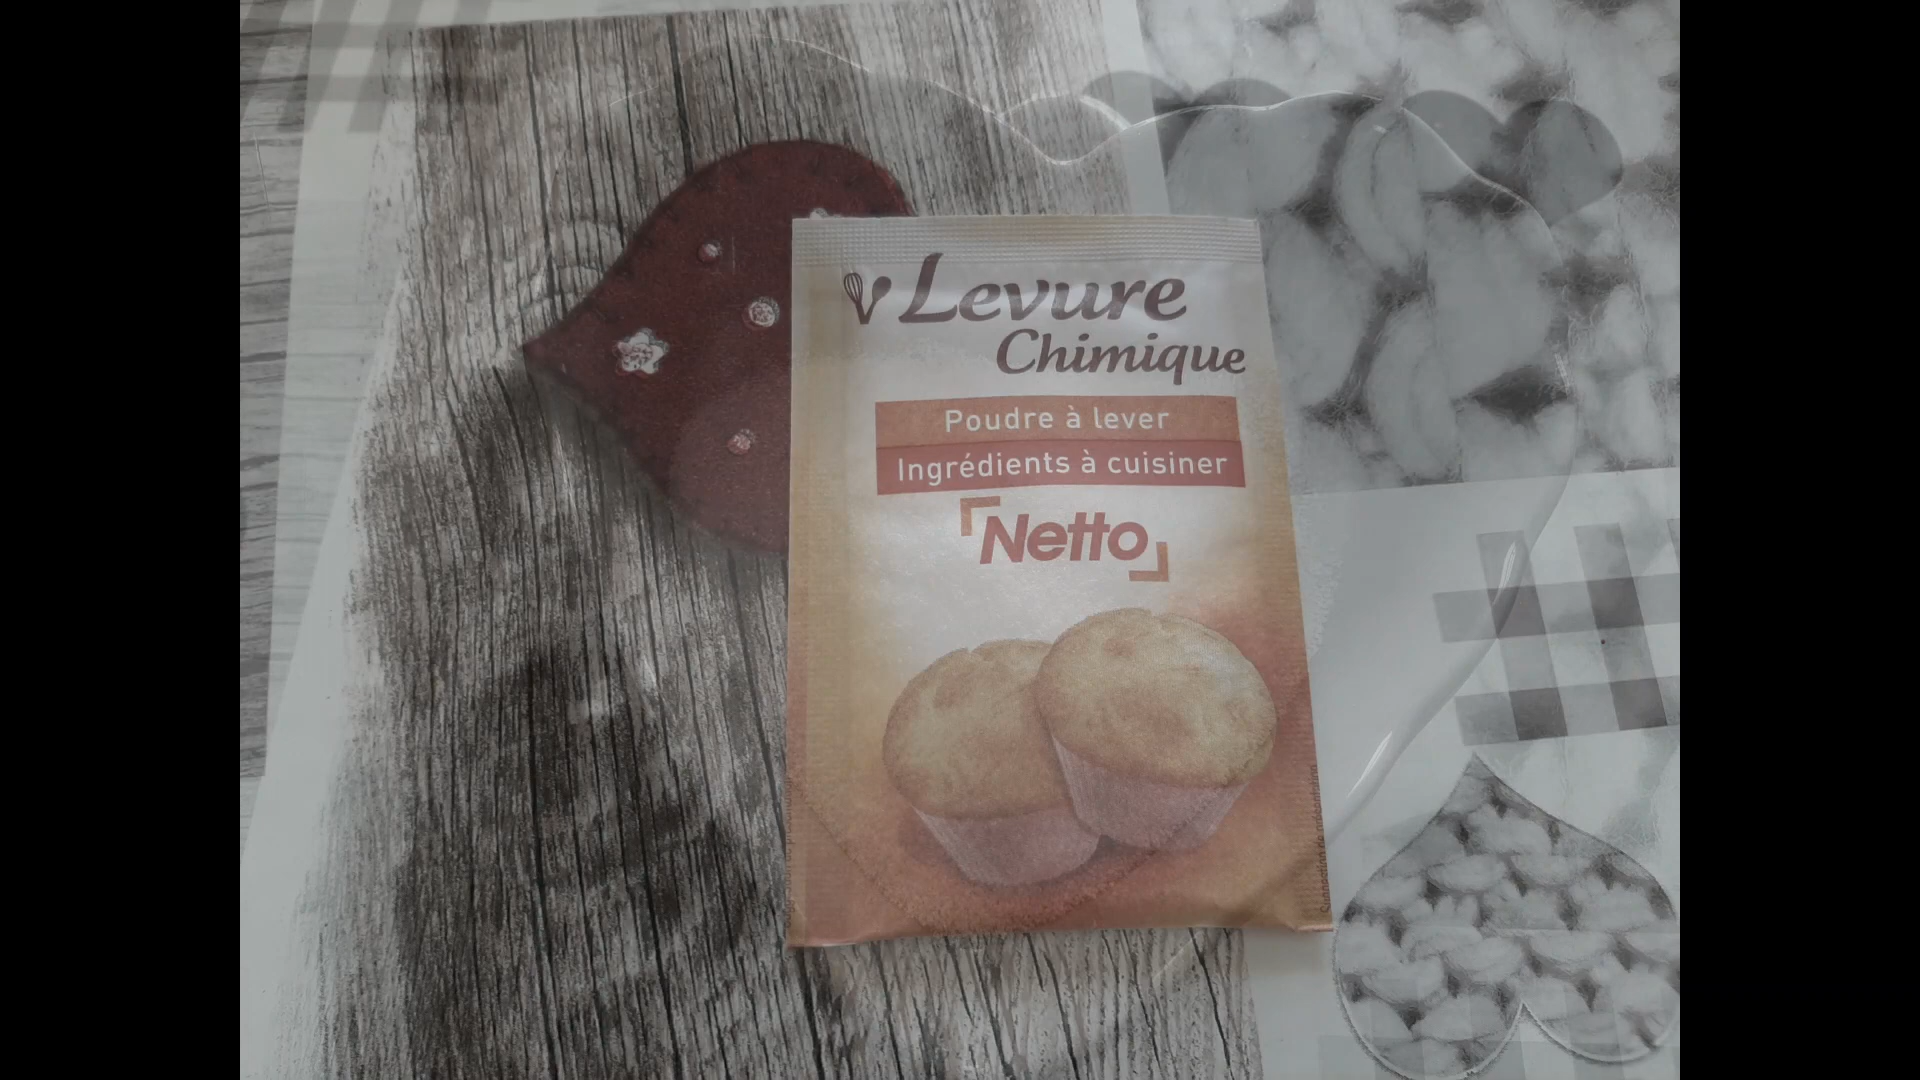 Levure
Chimique
Poudre à lever
Ingrédients à cuisiner
Netto